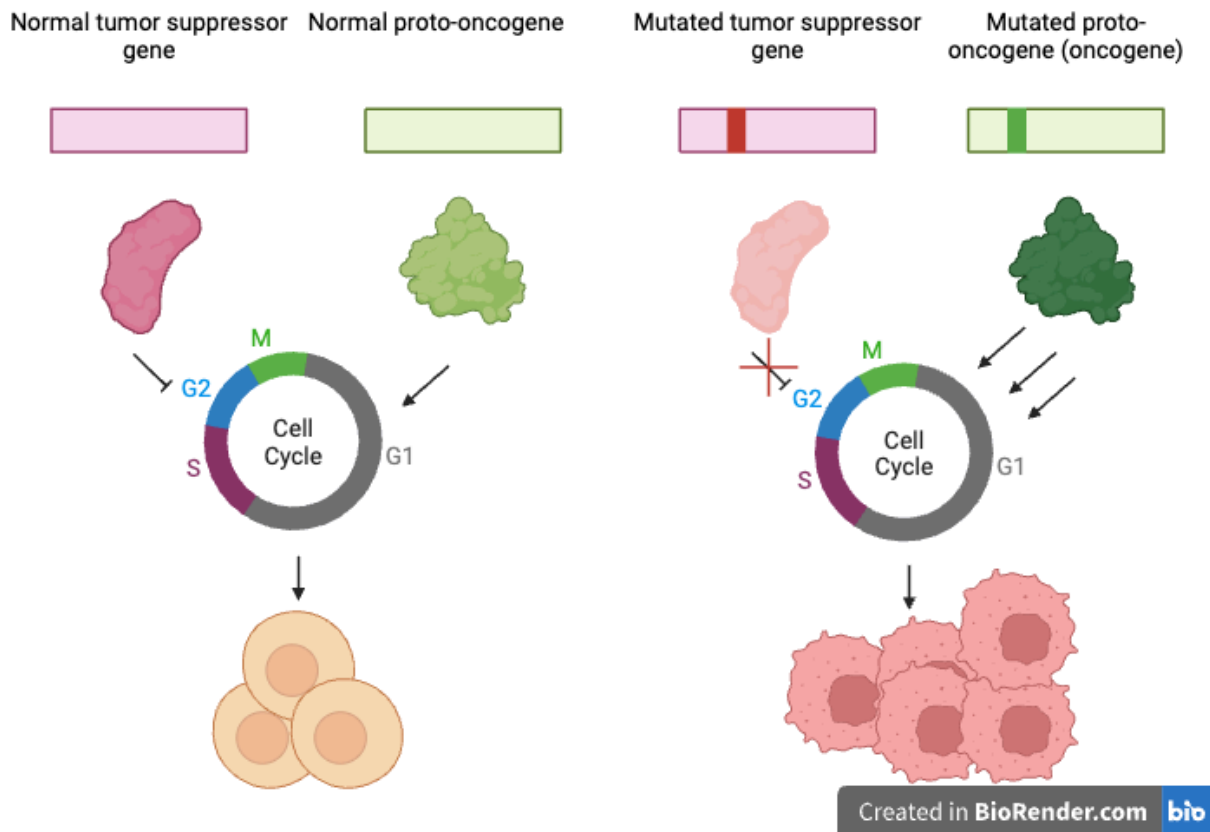 Normal tumor suppressor
gene
Normal proto-oncogene
Mutated tumor suppressor
gene
Mutated proto-
oncogene (oncogene)
M
G2
S
G1
Cell
Cycle
M
G2
S
G1
Cell
Cycle
Created in BioRender.com bio